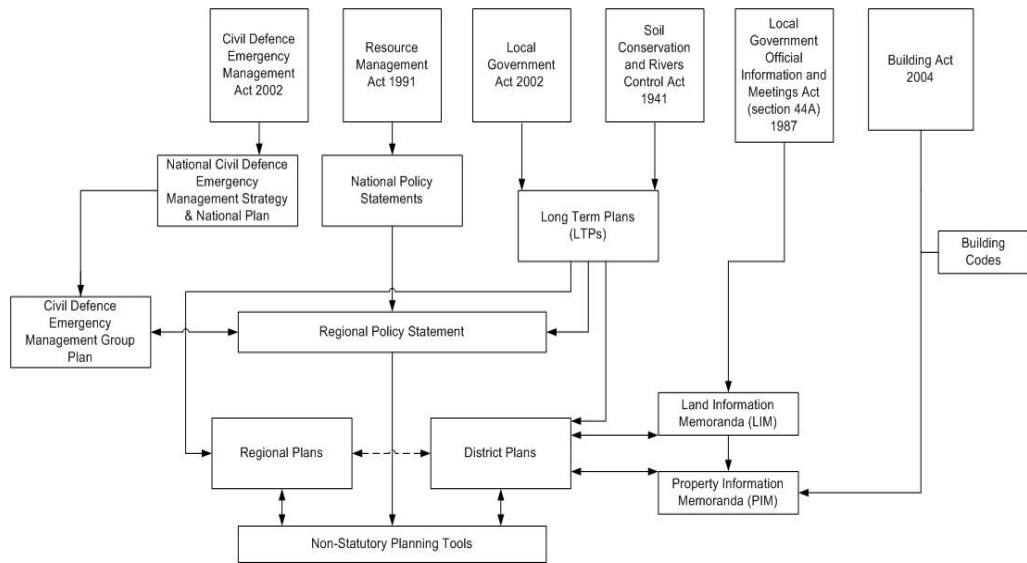 Civil Defence
Emergency
Management
Act 2002
Resource
Management
Act 1991
Local
Government
Act 2002
Soil
Conservation
and Rivers
Control Act
1941
Local
Government
Official
Information and
Meetings Act
(section 44A)
1987
Building Act
2004
National Civil Defence
Emergency
Management Strategy
& National Plan
National Policy
Statements
Long Term Plans
(LTPs)
Building
Codes
Civil Defence
Emergency
Management Group
Plan
Regional Policy Statement
Land Information
Memoranda (LIM)
Regional Plans
District Plans
Property Information
Memoranda (PIM)
Non-Statutory Planning Tools